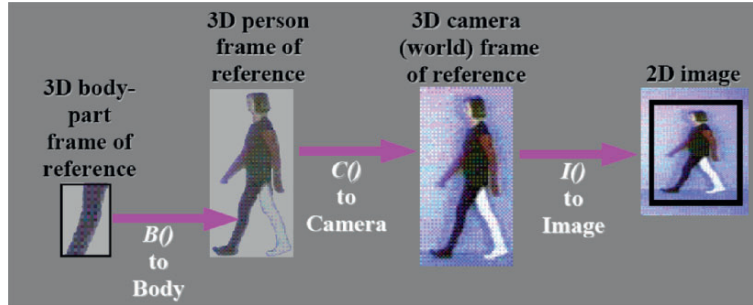 3D body-
part
frame of
reference
B()
to
Body
3D person
frame of
reference
C()
to
Camera
3D camera
(world) frame
of reference
I()
to
Image
2D image